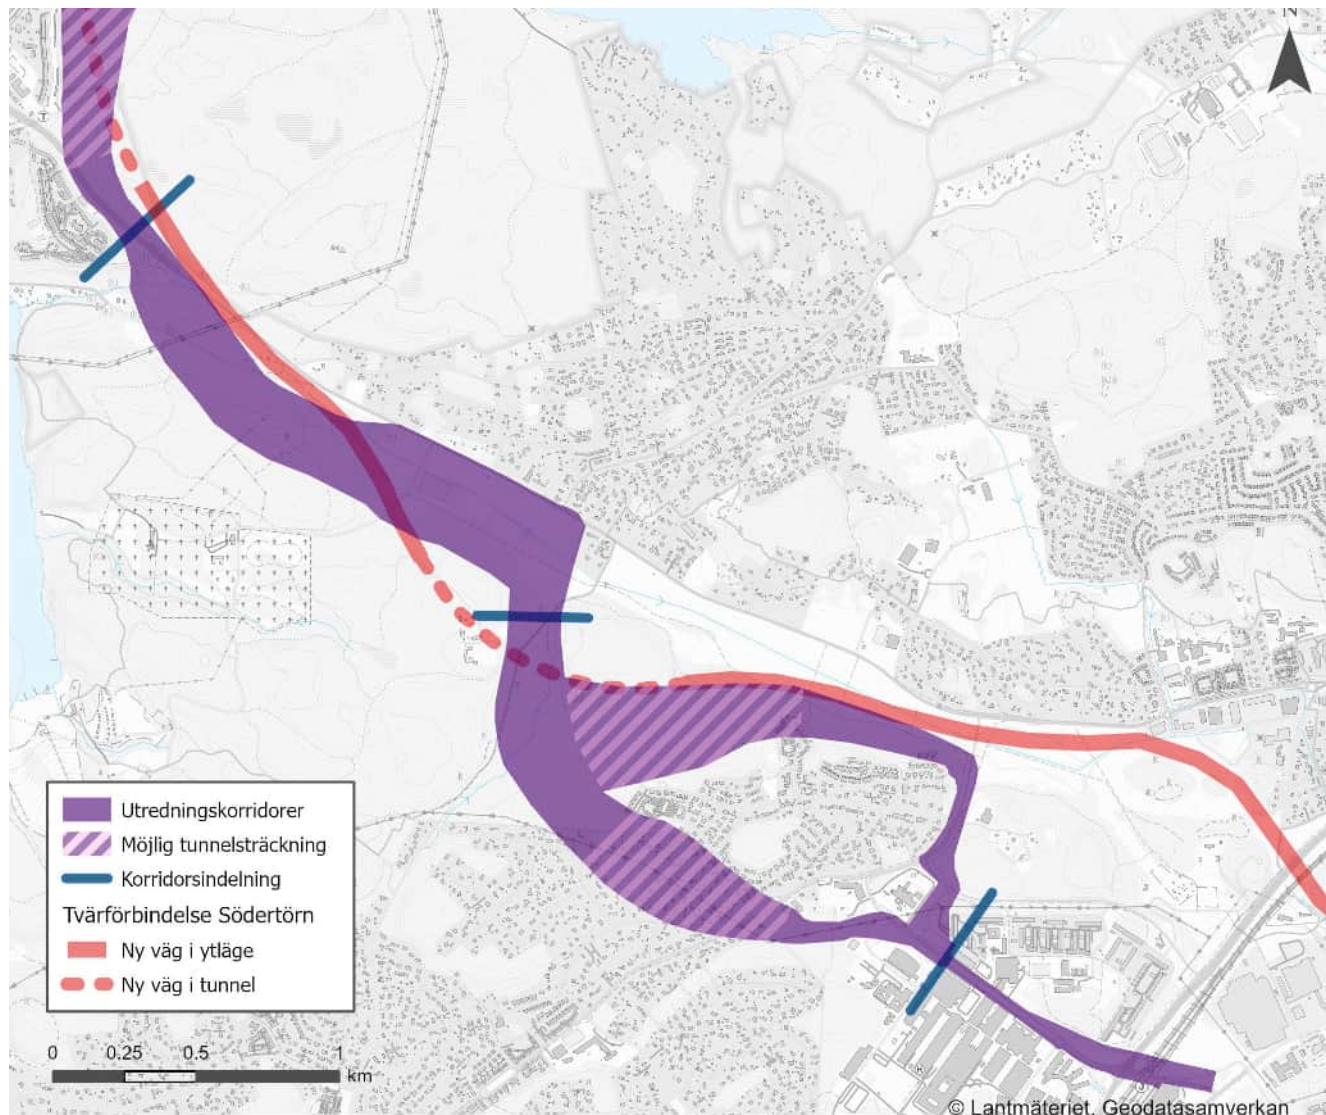 N
Utredningskorridorer
Möjlig tunnelsträckning
Korridorsindelning
Tvärförbindelse Södertörn
Ny väg i ytläge
Ny väg i tunnel
0 0.25 0.5 1
km
© Lantmäteriet, Geodatasamverkan